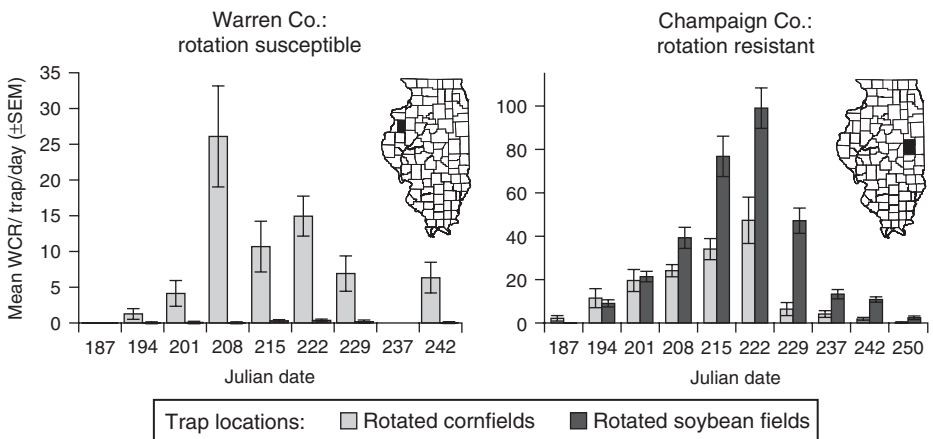 Warren Co.:
rotation susceptible
Champaign Co.:
rotation resistant
Mean WCR/ trap/day (±SEM)
35
30
25
20
15
10
5
0
187 194 201 208 215 222 229 237 242
Julian date
100
80
60
40
20
0
187 194 201 208 215 222 229 237 242 250
Julian date
Trap locations: Rotated cornfields Rotated soybean fields